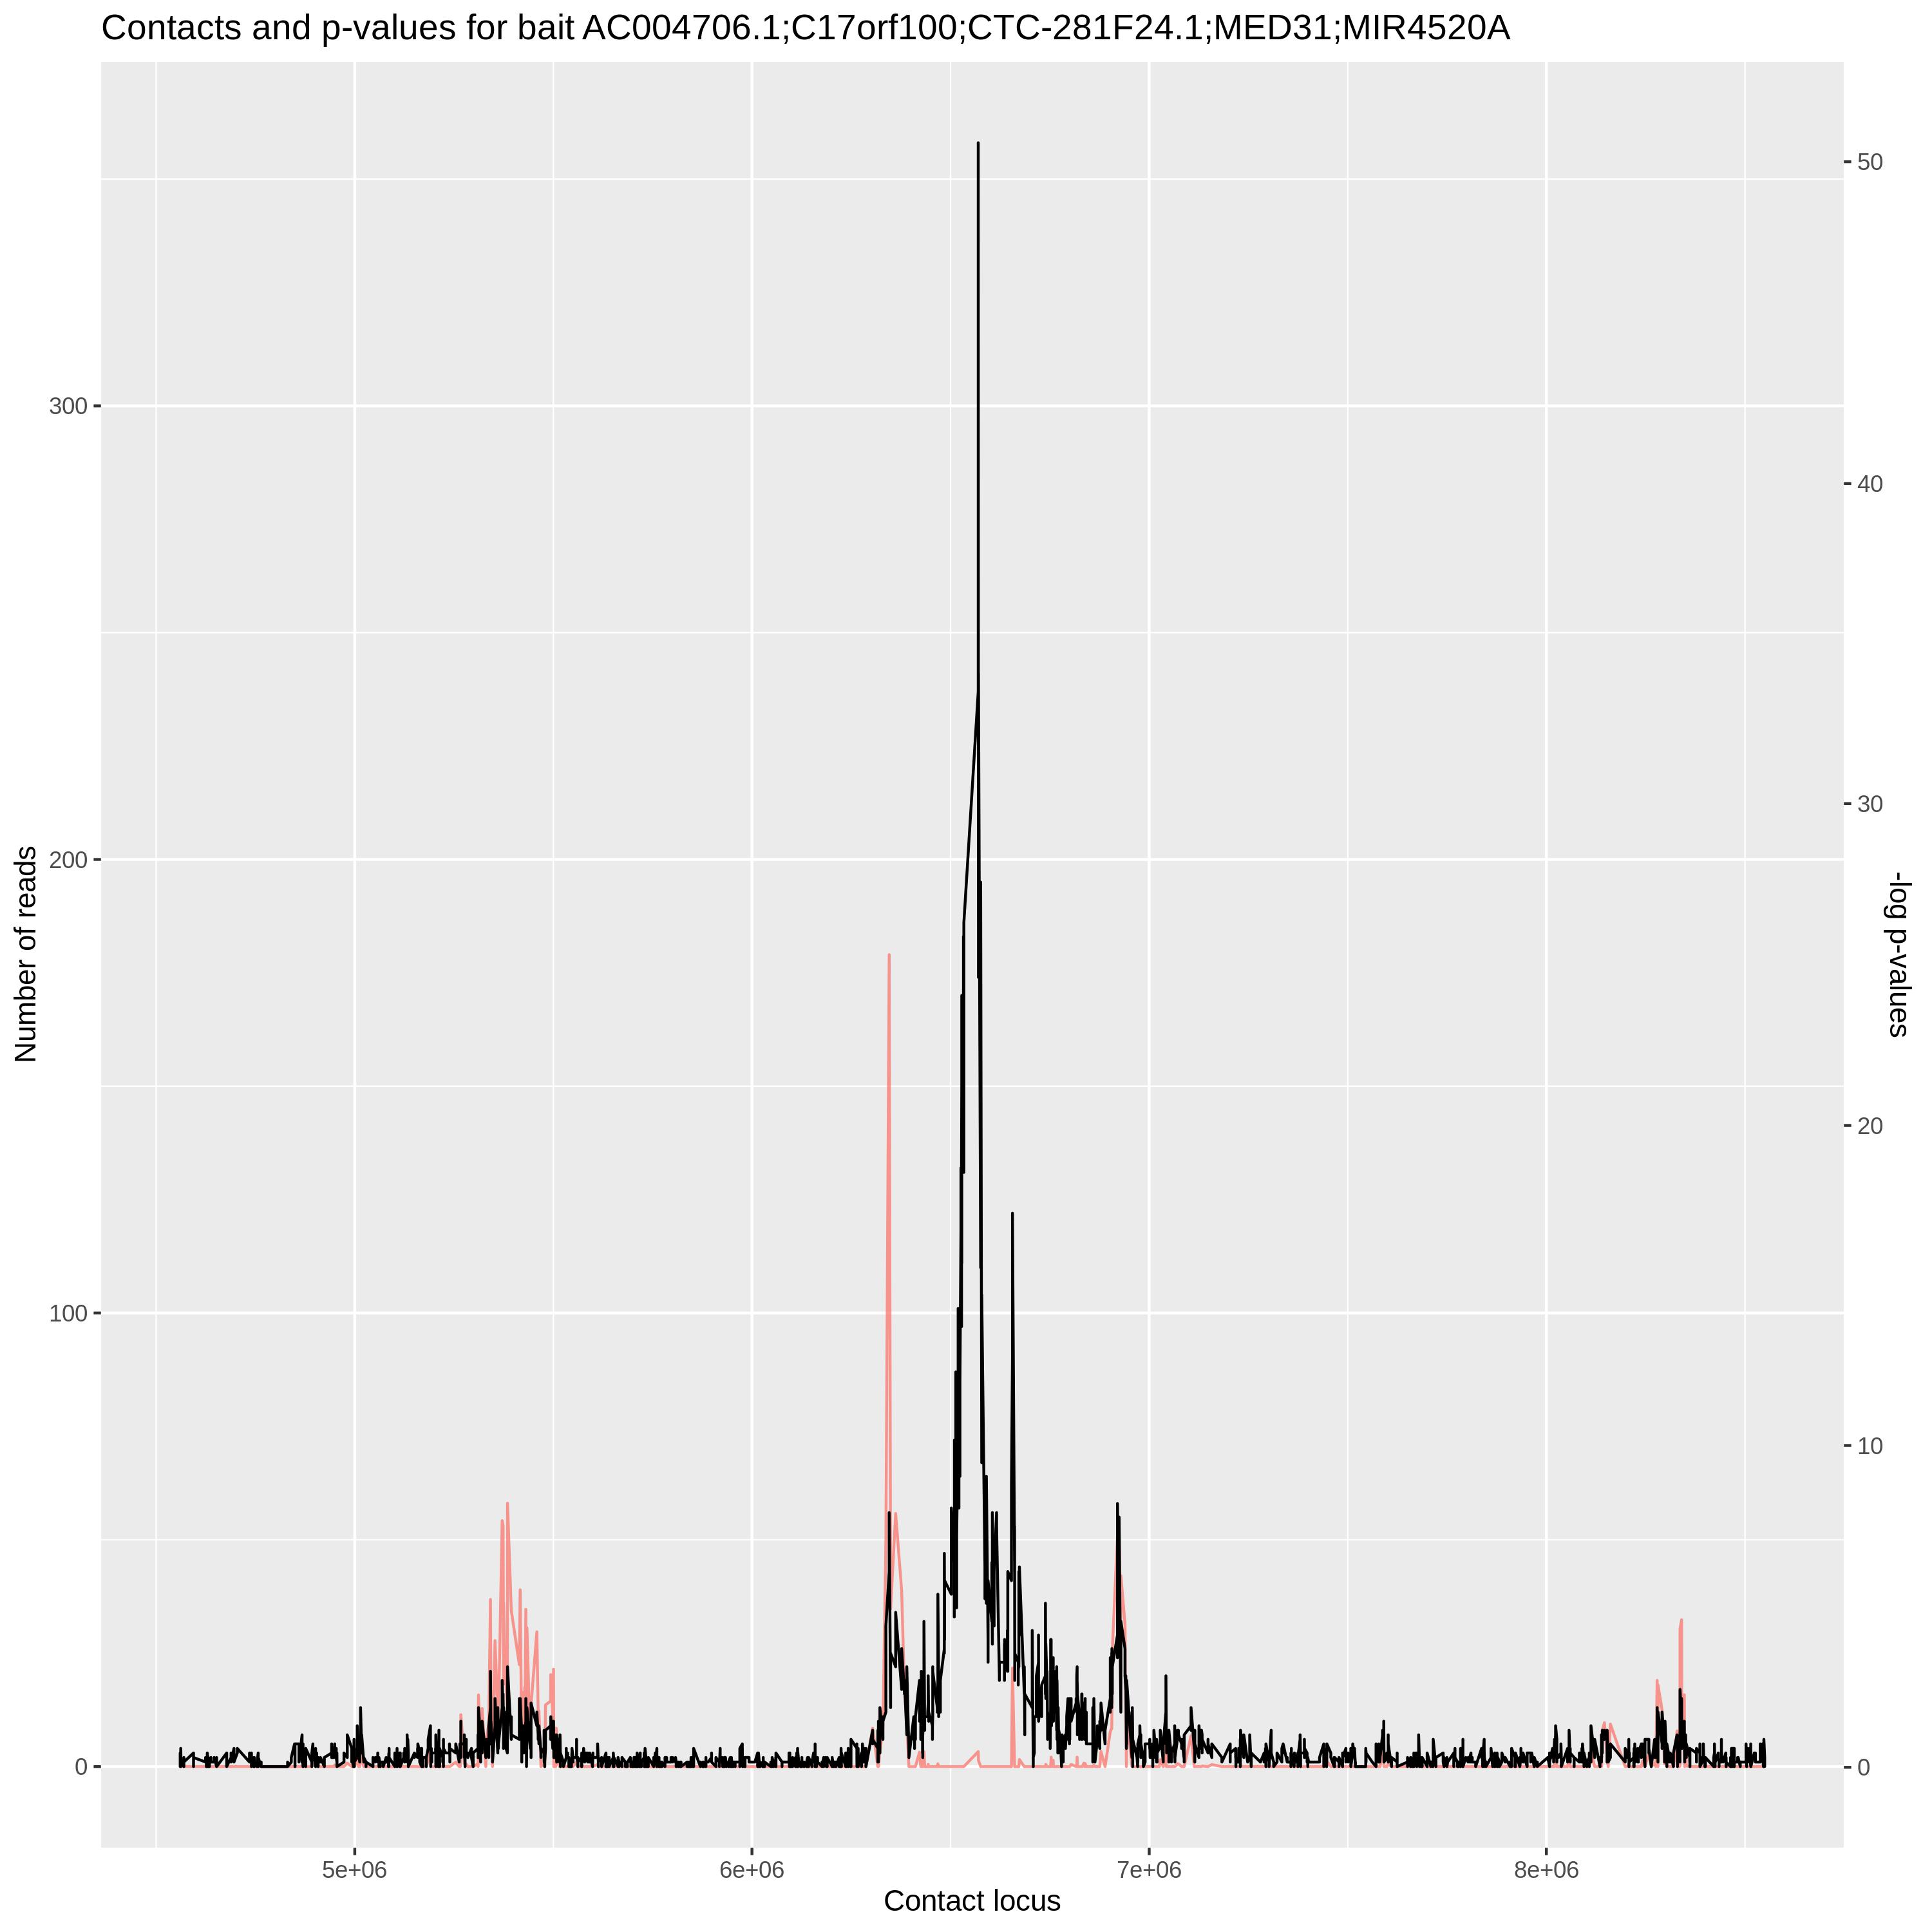 Contacts and p-values for bait AC004706.1;C17orf100;CTC-281F24.1;MED31;MIR4520A
Number of reads
300
200
100
0
50
40
30
20
10
0
-log p-values
5e+06 6e+06 7e+06 8e+06
Contact locus